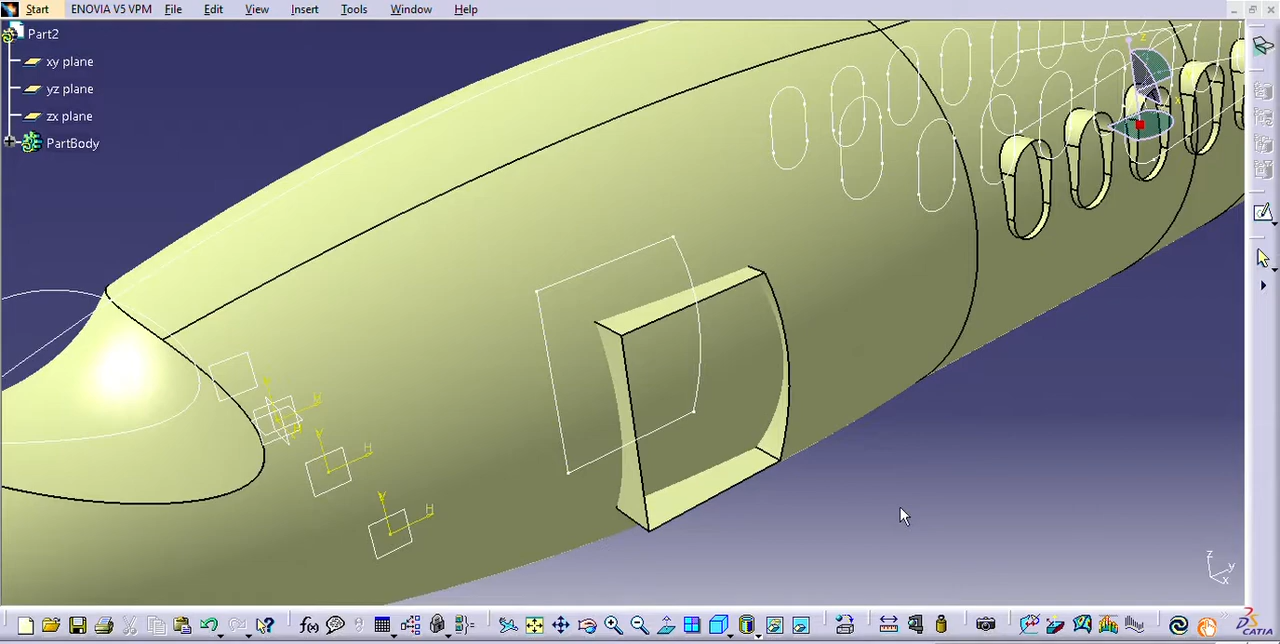 Start ENOVIA V5 VPM File Edit View Insert Tools Window Help
Part2
xy plane
yz plane
zx plane
PartBody
z
x
H
V H
V H
z
y
x
f(x)
CATIA